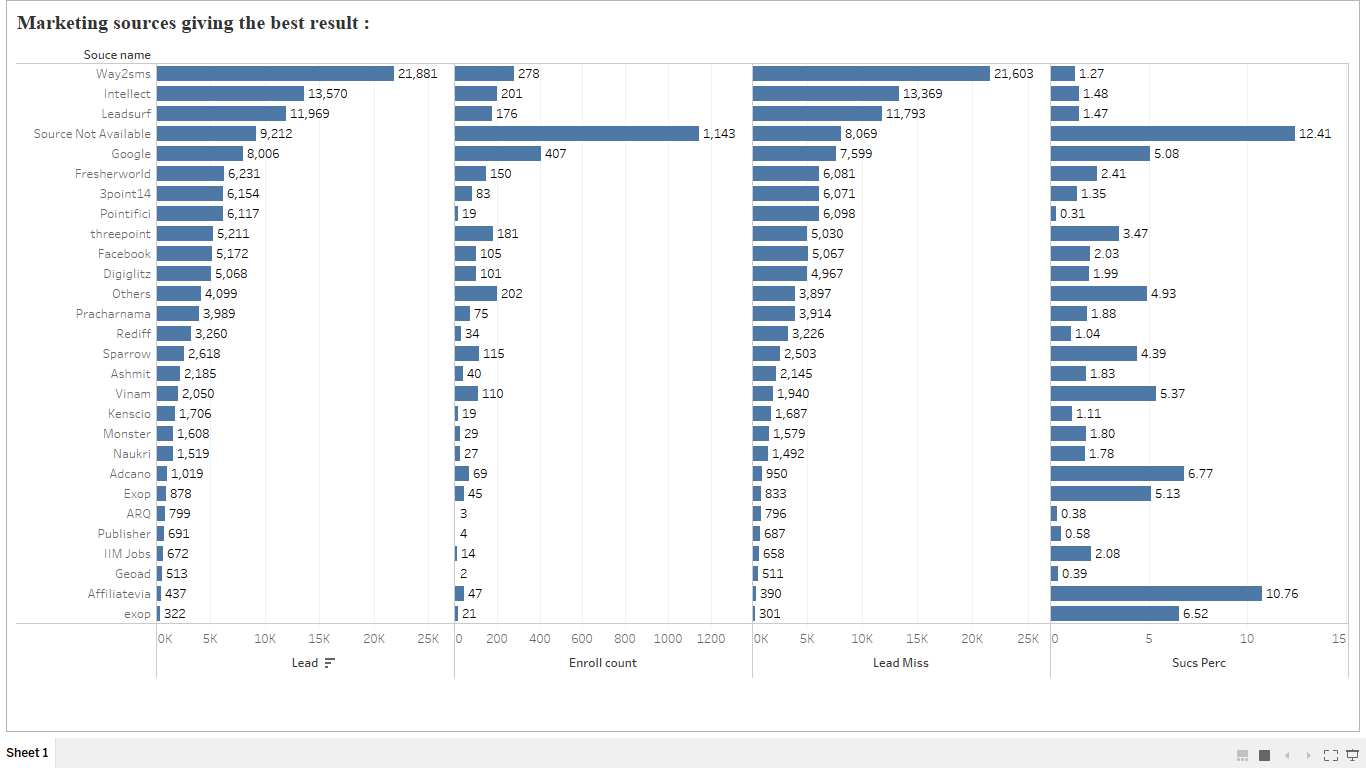 Marketing sources giving the best result :
Souce name
Way2sms 21,881 278 21,603 1.27
Intellect 13,570 201 13,369 1.48
Leadsurf 11,969 176 11,793 1.47
Source Not Available 9,212 1,143 8,069 12.41
Google 8,006 407 7,599 5.08
Fresherworld 6,231 150 6,081 2.41
3point14 6,154 83 6,071 1.35
Pointifici 6,117 19 6,098 0.31
threepoint 5,211 181 5,030 3.47
Facebook 5,172 105 5,067 2.03
Digiglitz 5,068 101 4,967 1.99
Others 4,099 202 3,897 4.93
Pracharnama 3,989 75 3,914 1.88
Rediff 3,260 34 3,226 1.04
Sparrow 2,618 115 2,503 4.39
Ashmit 2,185 40 2,145 1.83
Vinam 2,050 110 1,940 5.37
Kenscio 1,706 19 1,687 1.11
Monster 1,608 29 1,579 1.80
Naukri 1,519 27 1,492 1.78
Adcano 1,019 69 950 6.77
Exop 878 45 833 5.13
ARQ 799 3 796 0.38
Publisher 691 4 687 0.58
IIM Jobs 672 14 658 2.08
Geoad 513 2 511 0.39
Affiliatevia 437 47 390 10.76
exop 322 21 301 6.52
0K 5K 10K 15K 20K 25K 0 200 400 600 800 1000 1200 0K 5K 10K 15K 20K 25K 0 5 10 15
Lead Enroll count Lead Miss Sucs Perc
Sheet 1